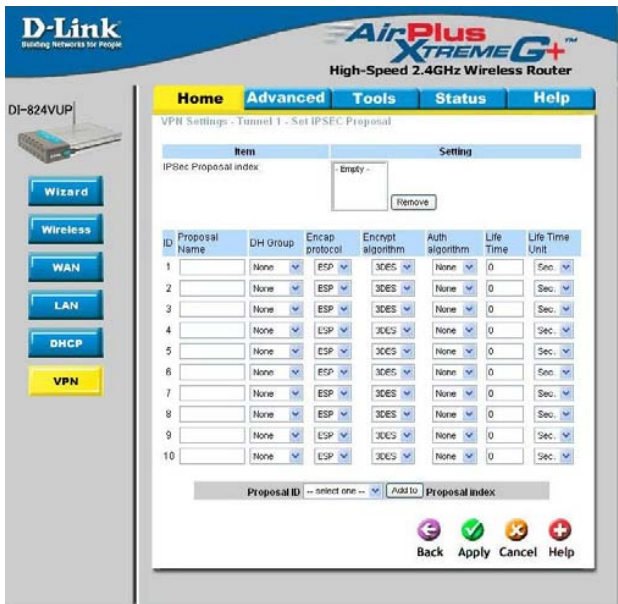 D-Link
Building Networks for People
AirPlus
XTREME G+™
High-Speed 2.4GHz Wireless Router
DI-824VUP
Home Advanced Tools Status Help
VPN Settings - Tunnel 1 - Set IPSEC Proposal
Item Setting
IPSec Proposal index - Empty -
Remove
Wizard
Wireless
WAN
LAN
DHCP
VPN
ID Proposal Name DH Group Encap protocol Encrypt algorithm Auth algorithm Life Time Life Time Unit
1 None ESP 3DES None 0 Sec.
2 None ESP 3DES None 0 Sec.
3 None ESP 3DES None 0 Sec.
4 None ESP 3DES None 0 Sec.
5 None ESP 3DES None 0 Sec.
6 None ESP 3DES None 0 Sec.
7 None ESP 3DES None 0 Sec.
8 None ESP 3DES None 0 Sec.
9 None ESP 3DES None 0 Sec.
10 None ESP 3DES None 0 Sec.
Proposal ID -- select one -- Add to Proposal index
Back Apply Cancel Help